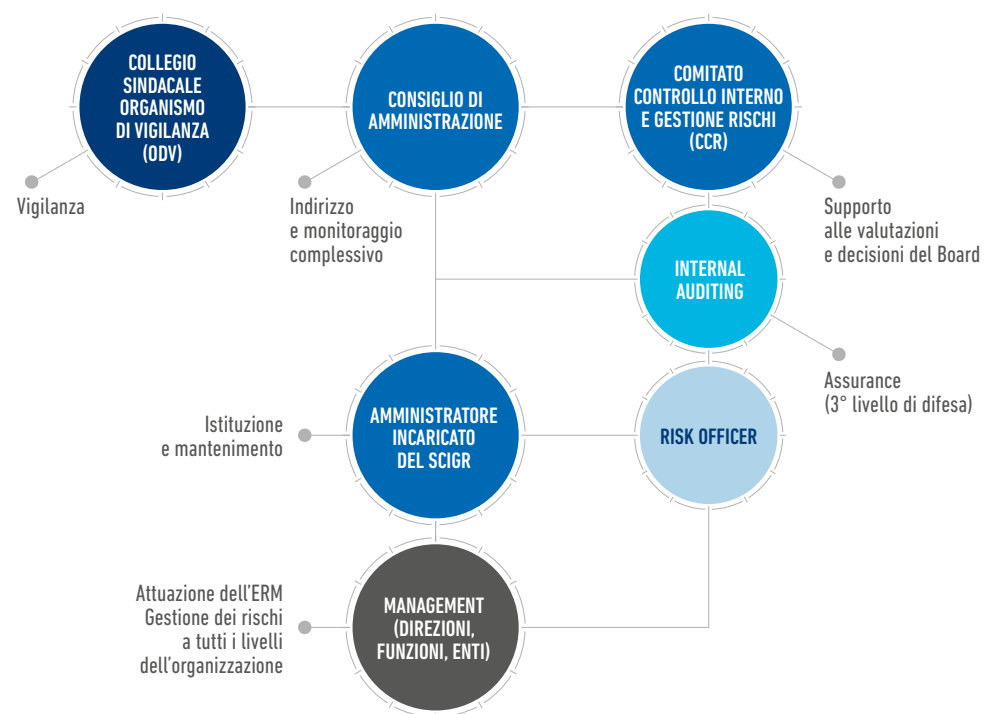 COLLEGIO
SINDACALE
ORGANISMO
DI VIGILANZA
(ODV)
CONSIGLIO DI
AMMINISTRAZIONE
COMITATO
CONTROLLO INTERNO
E GESTIONE RISCHI
(CCR)
Vigilanza
Indirizzo
e monitoraggio
complessivo
Supporto
alle valutazioni
e decisioni del Board
INTERNAL
AUDITING
Assurance
(3° livello di difesa)
Istituzione
e mantenimento
AMMINISTRATORE
INCARICATO
DEL SCIGR
RISK OFFICER
Attuazione dell'ERM
Gestione dei rischi
a tutti i livelli
dell'organizzazione
MANAGEMENT
(DIREZIONI,
FUNZIONI, ENTI)